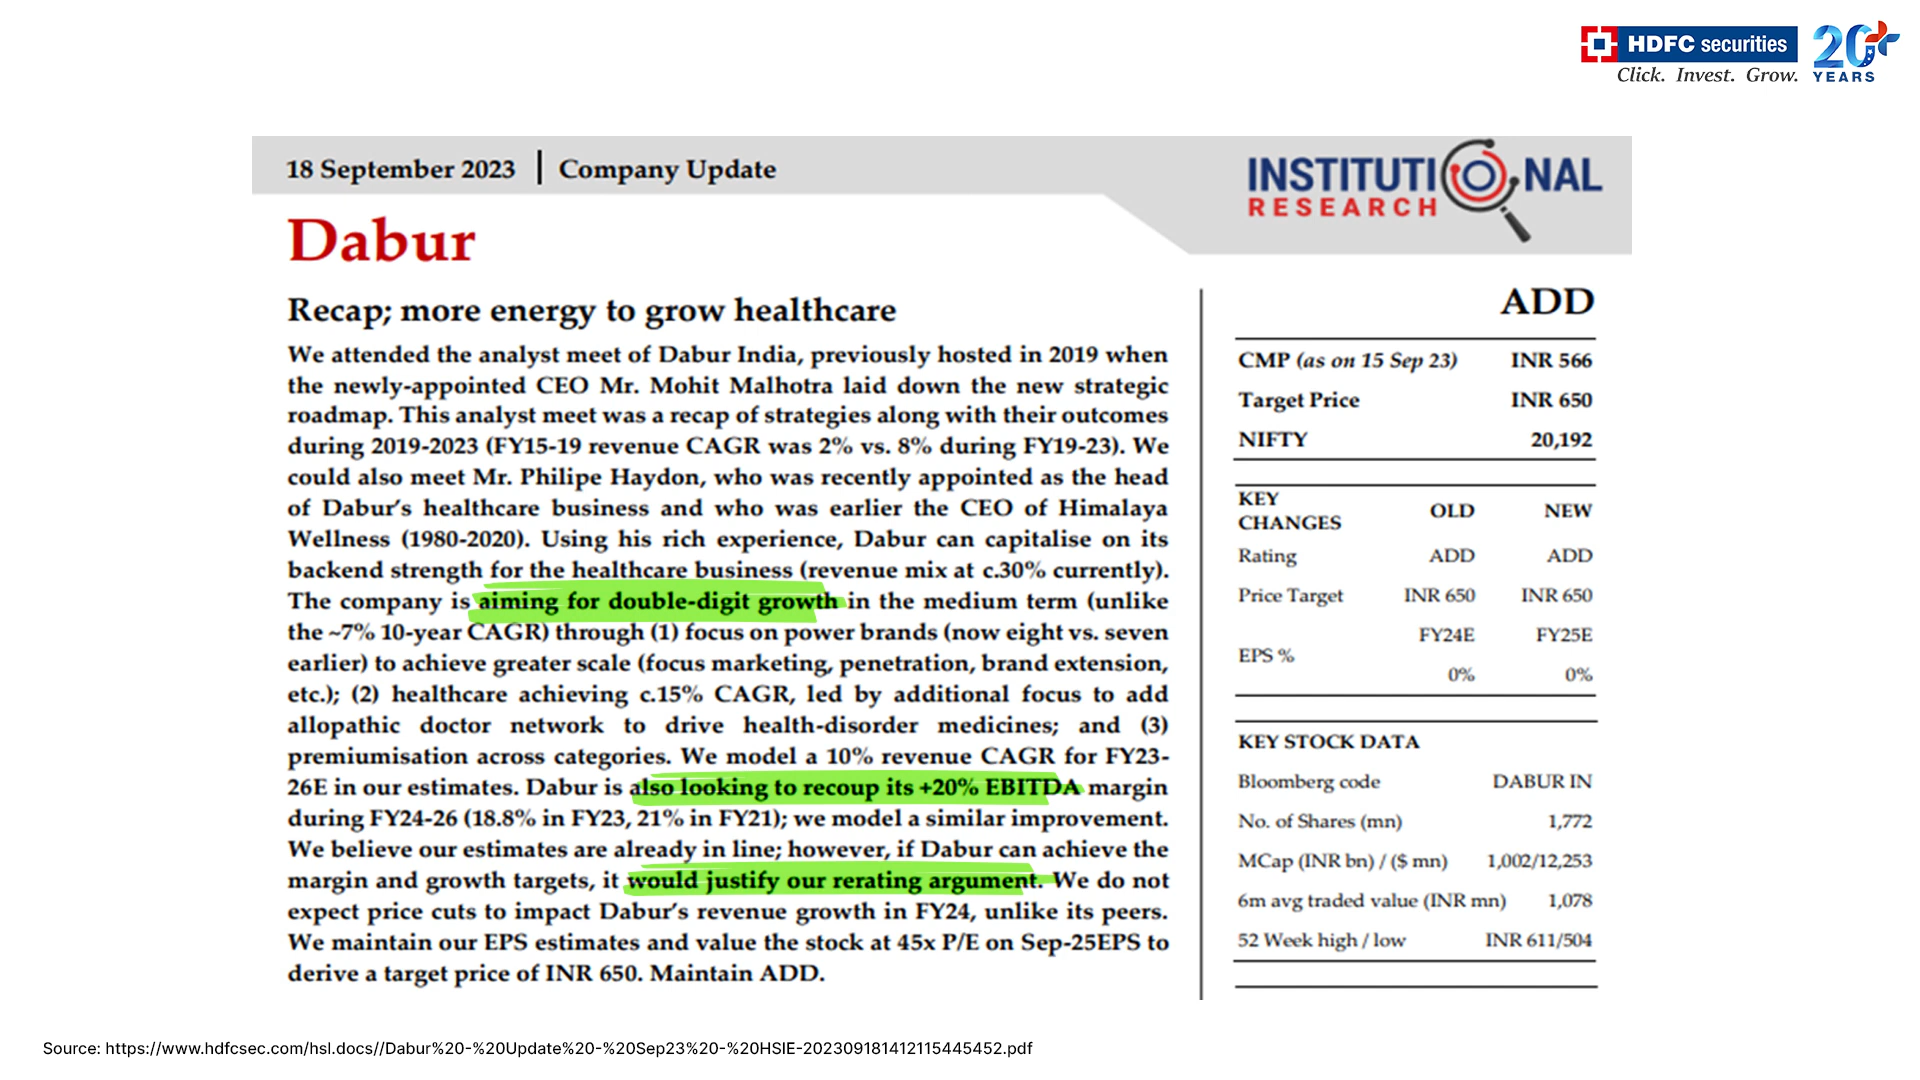 HDFC securities
Click. Invest. Grow.
20 YEARS
18 September 2023 | Company Update
INSTITUTIONAL
RESEARCH
Dabur
Recap; more energy to grow healthcare
We attended the analyst meet of Dabur India, previously hosted in 2019 when
the newly-appointed CEO Mr. Mohit Malhotra laid down the new strategic
roadmap. This analyst meet was a recap of strategies along with their outcomes
during 2019-2023 (FY15-19 revenue CAGR was 2% vs. 8% during FY19-23). We
could also meet Mr. Philipe Haydon, who was recently appointed as the head
of Dabur's healthcare business and who was earlier the CEO of Himalaya
Wellness (1980-2020). Using his rich experience, Dabur can capitalise on its
backend strength for the healthcare business (revenue mix at c.30% currently).
The company is aiming for double-digit growth in the medium term (unlike
the ~7% 10-year CAGR) through (1) focus on power brands (now eight vs. seven
earlier) to achieve greater scale (focus marketing, penetration, brand extension,
etc.); (2) healthcare achieving c.15% CAGR, led by additional focus to add
allopathic doctor network to drive health-disorder medicines; and (3)
premiumisation across categories. We model a 10% revenue CAGR for FY23-
26E in our estimates. Dabur is also looking to recoup its +20% EBITDA margin
during FY24-26 (18.8% in FY23, 21% in FY21); we model a similar improvement.
We believe our estimates are already in line; however, if Dabur can achieve the
margin and growth targets, it would justify our rerating argument. We do not
expect price cuts to impact Dabur's revenue growth in FY24, unlike its peers.
We maintain our EPS estimates and value the stock at 45x P/E on Sep-25EPS to
derive a target price of INR 650. Maintain ADD.
ADD
CMP (as on 15 Sep 23) INR 566
Target Price INR 650
NIFTY 20,192
KEY
CHANGES OLD NEW
Rating ADD ADD
Price Target INR 650 INR 650
FY24E FY25E
EPS %
0% 0%
KEY STOCK DATA
Bloomberg code DABUR IN
No. of Shares (mn) 1,772
MCap (INR bn) / ($ mn) 1,002/12,253
6m avg traded value (INR mn) 1,078
52 Week high / low INR 611/504
Source: https://www.hdfcsec.com/hsl.docs//Dabur%20-%20Update%20-%20Sep23%20-%20HSIE-202309181412115445452.pdf